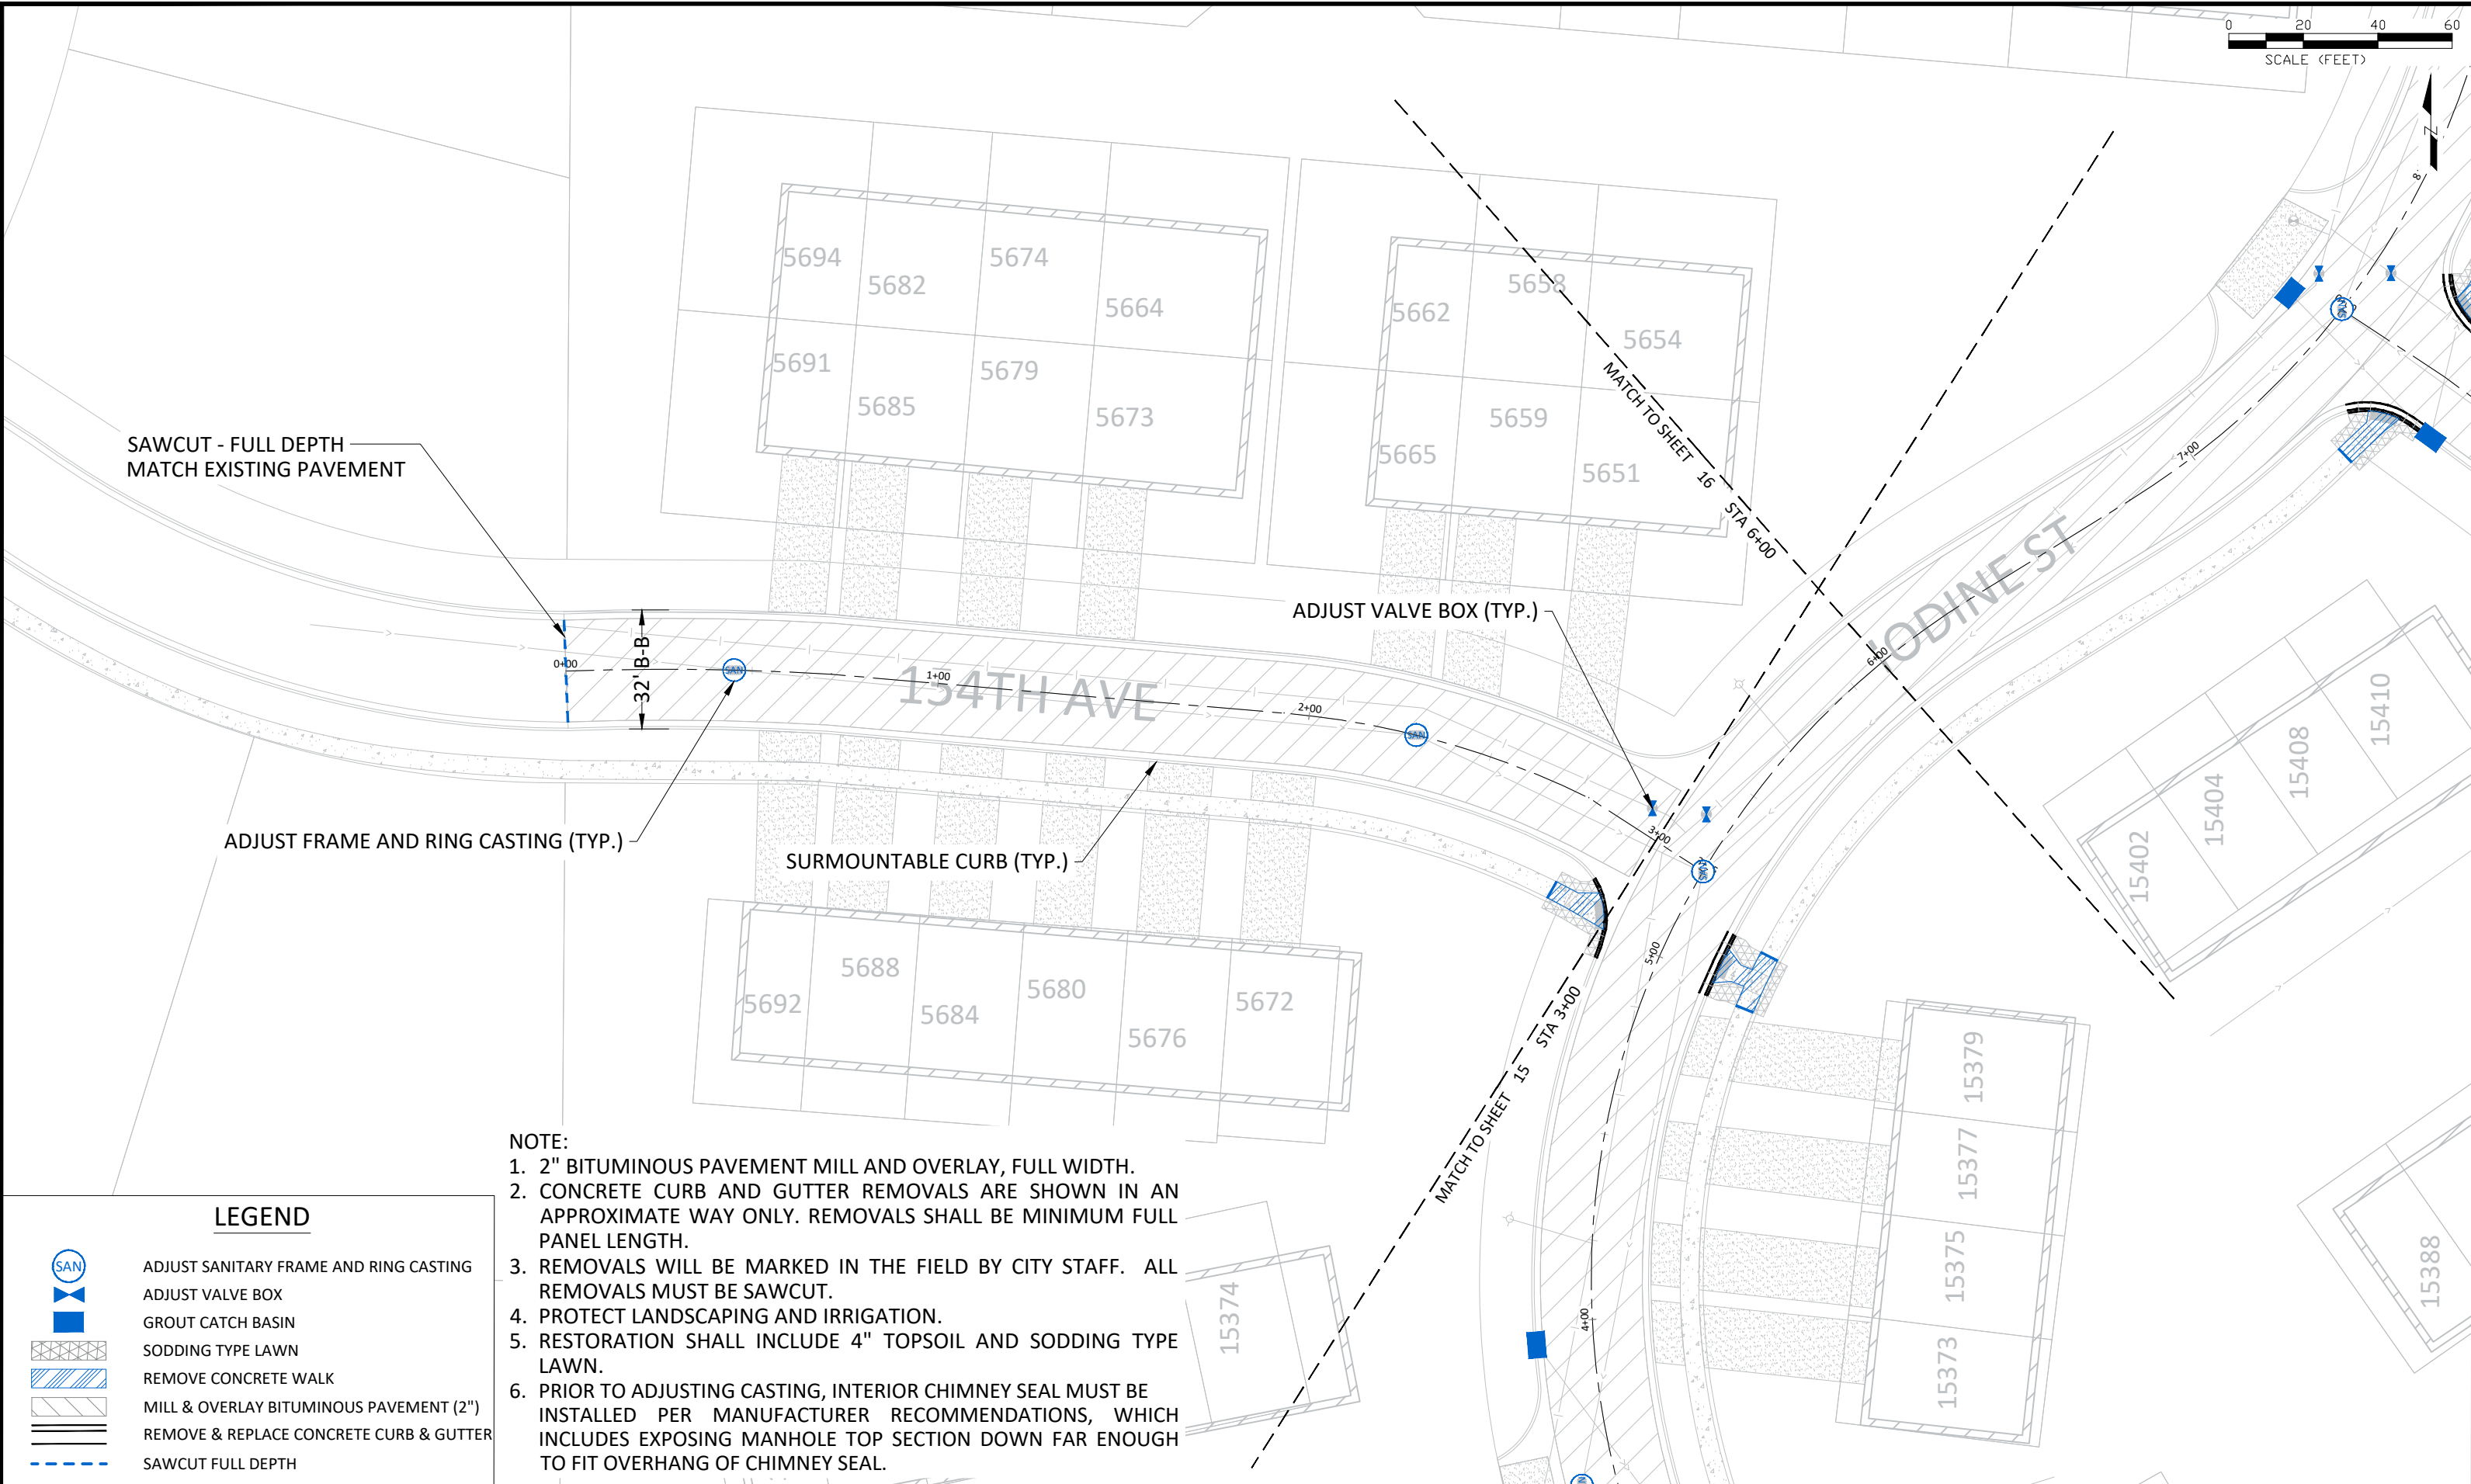 0 20 40 60
SCALE (FEET)
N
8
5694
5682
5674
5664
5691
5685
5679
5673
5662
5658
5654
5665
5659
5651
MATCH TO SHEET 16 STA 6+00
SAWCUT - FULL DEPTH
MATCH EXISTING PAVEMENT
7+00
IODINE ST
6+00
ADJUST VALVE BOX (TYP.)
32' B-B
0+00
SAN
1+00
154TH AVE
2+00
SAN
3+00
SAN
5+00
4+00
ADJUST FRAME AND RING CASTING (TYP.)
SURMOUNTABLE CURB (TYP.)
15410
15408
15404
15402
5692
5688
5684
5680
5676
5672
MATCH TO SHEET 15 STA 3+00
15379
15377
15375
15373
15388
15374
NOTE:
1. 2" BITUMINOUS PAVEMENT MILL AND OVERLAY, FULL WIDTH.
2. CONCRETE CURB AND GUTTER REMOVALS ARE SHOWN IN AN
APPROXIMATE WAY ONLY. REMOVALS SHALL BE MINIMUM FULL
PANEL LENGTH.
3. REMOVALS WILL BE MARKED IN THE FIELD BY CITY STAFF. ALL
REMOVALS MUST BE SAWCUT.
4. PROTECT LANDSCAPING AND IRRIGATION.
5. RESTORATION SHALL INCLUDE 4" TOPSOIL AND SODDING TYPE
LAWN.
6. PRIOR TO ADJUSTING CASTING, INTERIOR CHIMNEY SEAL MUST BE
INSTALLED PER MANUFACTURER RECOMMENDATIONS, WHICH
INCLUDES EXPOSING MANHOLE TOP SECTION DOWN FAR ENOUGH
TO FIT OVERHANG OF CHIMNEY SEAL.
LEGEND
SAN ADJUST SANITARY FRAME AND RING CASTING
ADJUST VALVE BOX
GROUT CATCH BASIN
SODDING TYPE LAWN
REMOVE CONCRETE WALK
MILL & OVERLAY BITUMINOUS PAVEMENT (2")
REMOVE & REPLACE CONCRETE CURB & GUTTER
SAWCUT FULL DEPTH